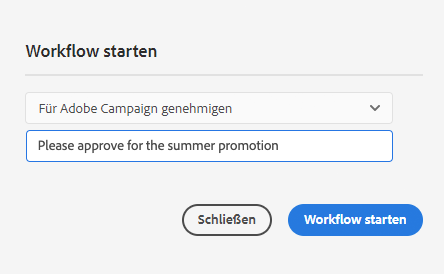 Workflow starten
Für Adobe Campaign genehmigen
Please approve for the summer promotion
Schließen
Workflow starten